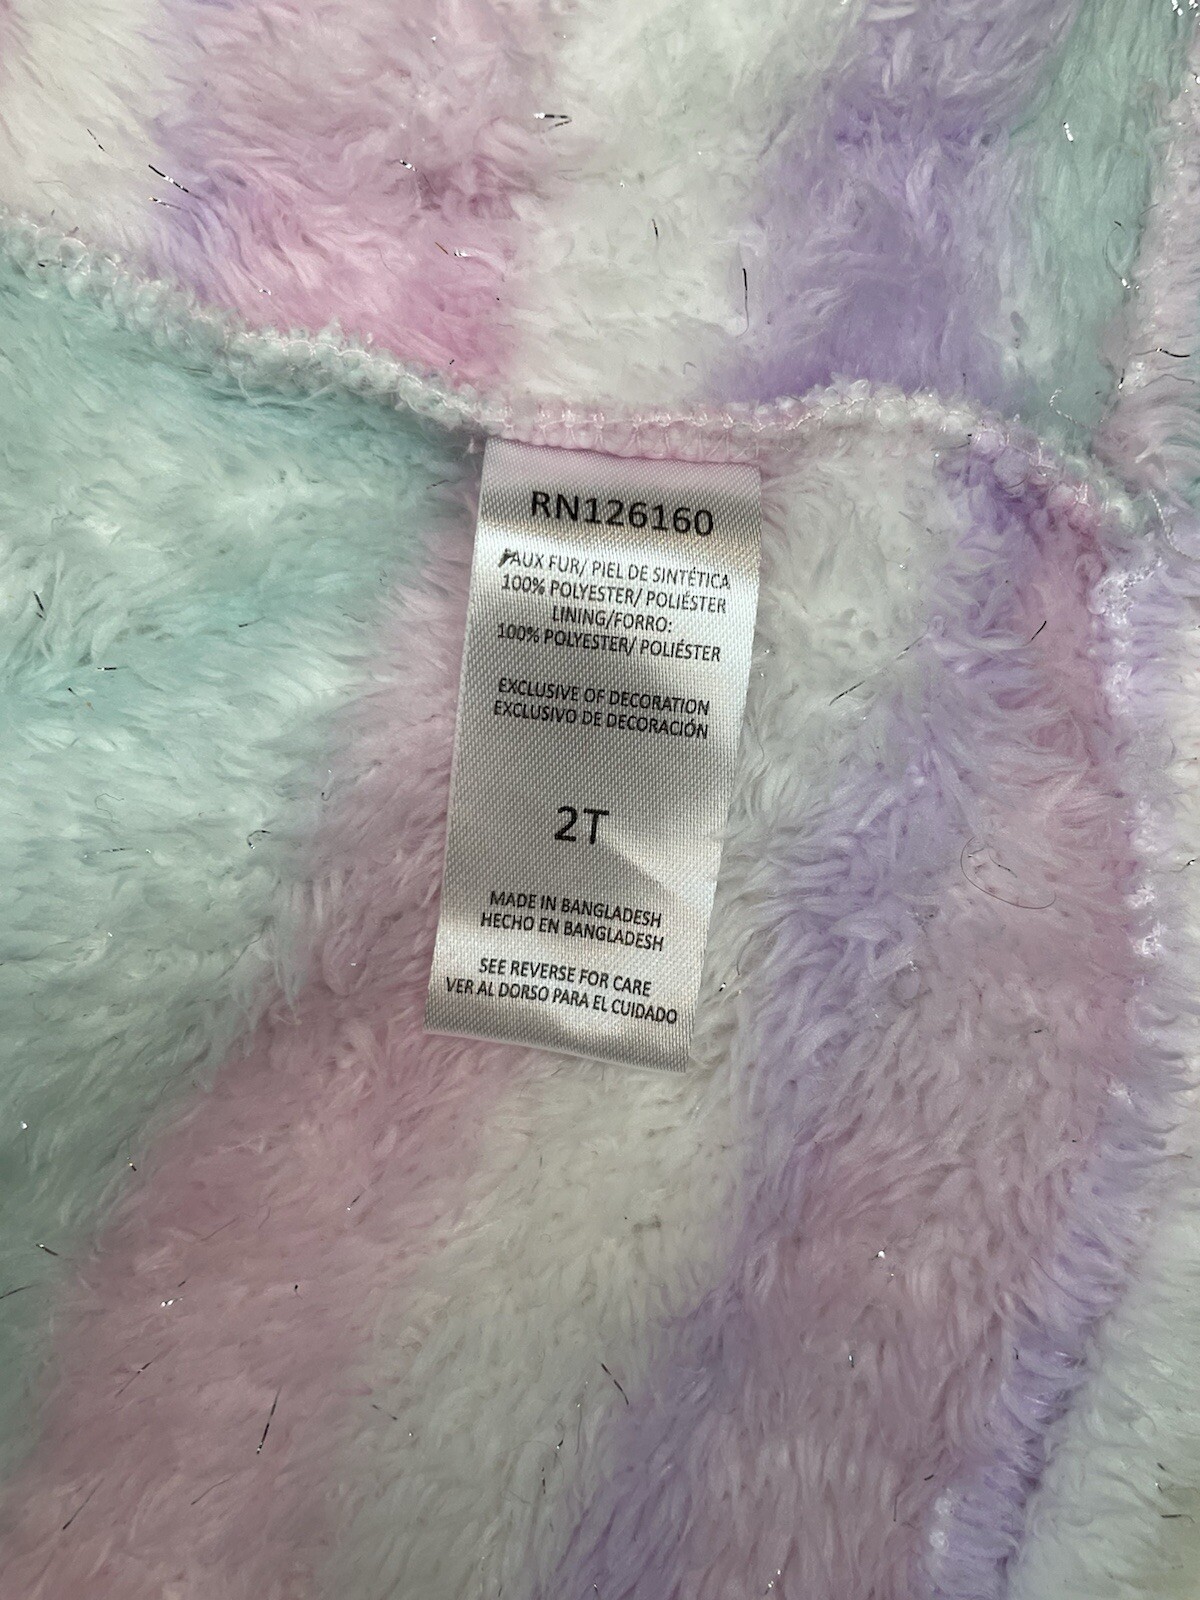 RN126160
FAUX FUR/ PIEL DE SINTÉTICA
100% POLYESTER/ POLIÉSTER
LINING/FORRO:
100% POLYESTER/ POLIÉSTER
EXCLUSIVE OF DECORATION
EXCLUSIVO DE DECORACIÓN
2T
MADE IN BANGLADESH
HECHO EN BANGLADESH
SEE REVERSE FOR CARE
VER AL DORSO PARA EL CUIDADO